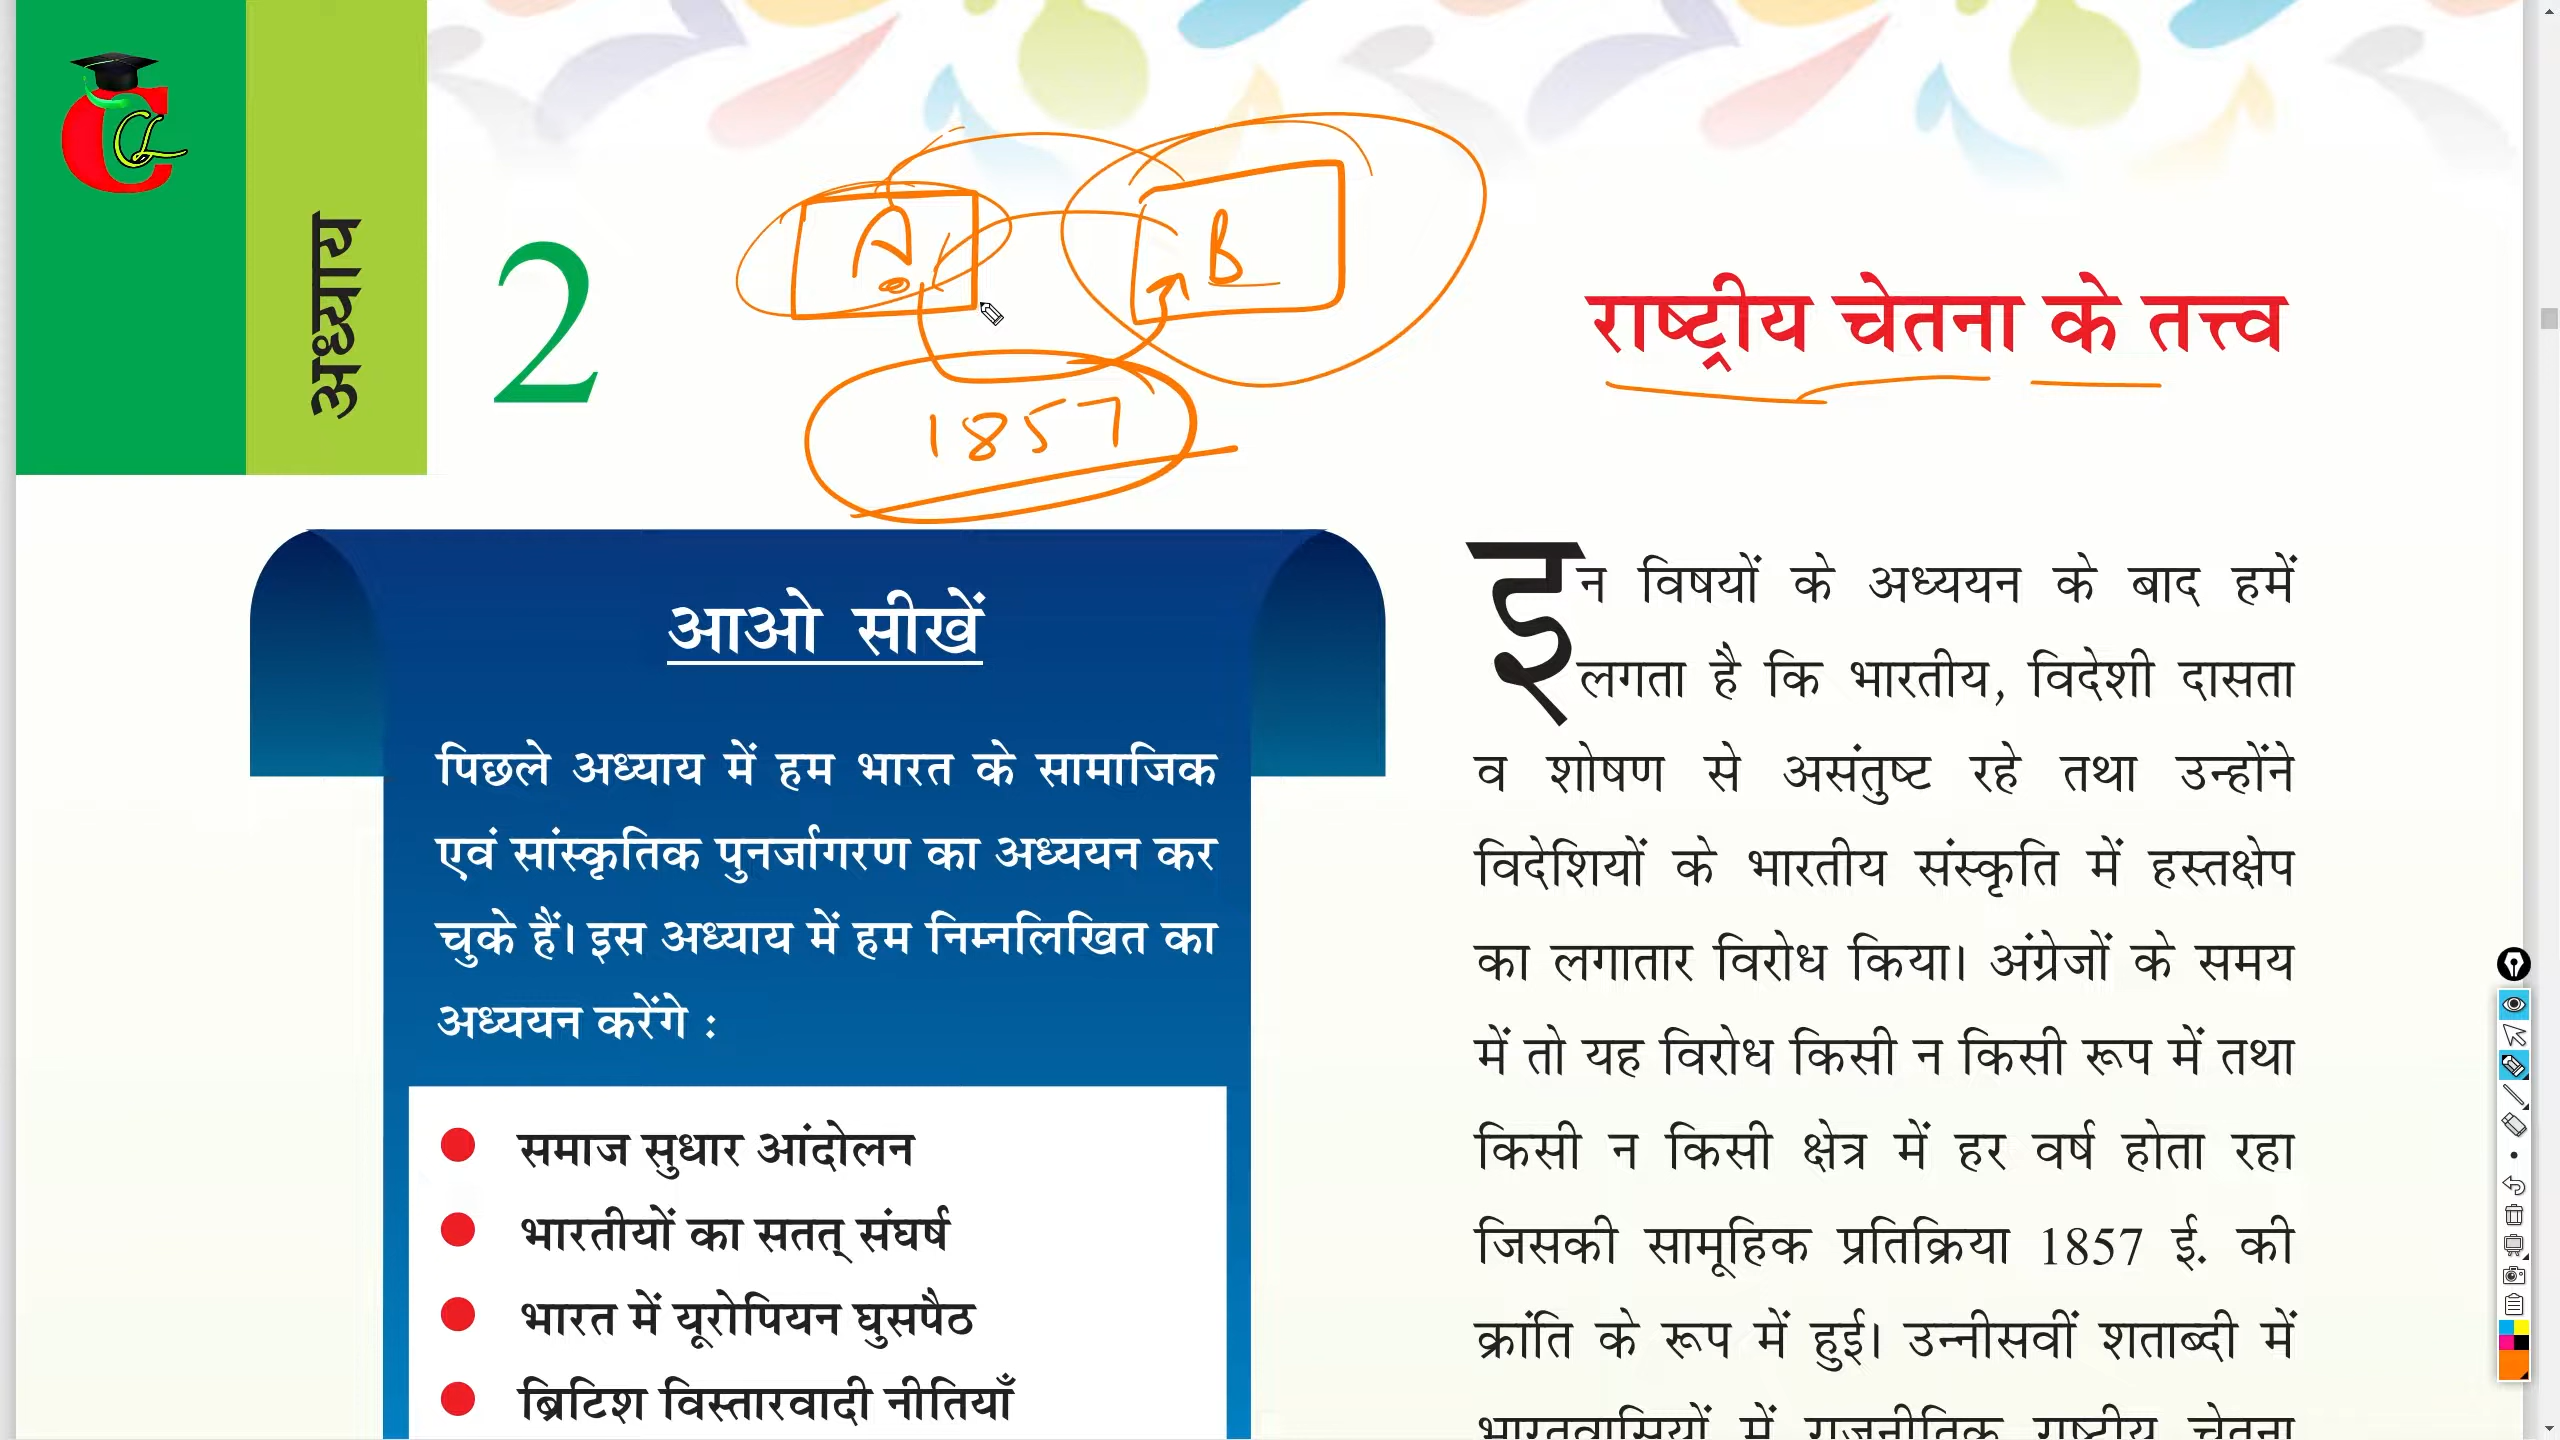 अध्याय
2
A
B
1857
राष्ट्रीय चेतना के तत्त्व
आओ सीखें
पिछले अध्याय में हम भारत के सामाजिक
एवं सांस्कृतिक पुनर्जागरण का अध्ययन कर
चुके हैं। इस अध्याय में हम निम्नलिखित का
अध्ययन करेंगे :
● समाज सुधार आंदोलन
● भारतीयों का सतत् संघर्ष
● भारत में यूरोपियन घुसपैठ
● ब्रिटिश विस्तारवादी नीतियाँ
इन विषयों के अध्ययन के बाद हमें
लगता है कि भारतीय, विदेशी दासता
व शोषण से असंतुष्ट रहे तथा उन्होंने
विदेशियों के भारतीय संस्कृति में हस्तक्षेप
का लगातार विरोध किया। अंग्रेजों के समय
में तो यह विरोध किसी न किसी रूप में तथा
किसी न किसी क्षेत्र में हर वर्ष होता रहा
जिसकी सामूहिक प्रतिक्रिया 1857 ई. की
क्रांति के रूप में हुई। उन्नीसवीं शताब्दी में
भारतवासियों में राजनीतिक राष्ट्रीय चेतना